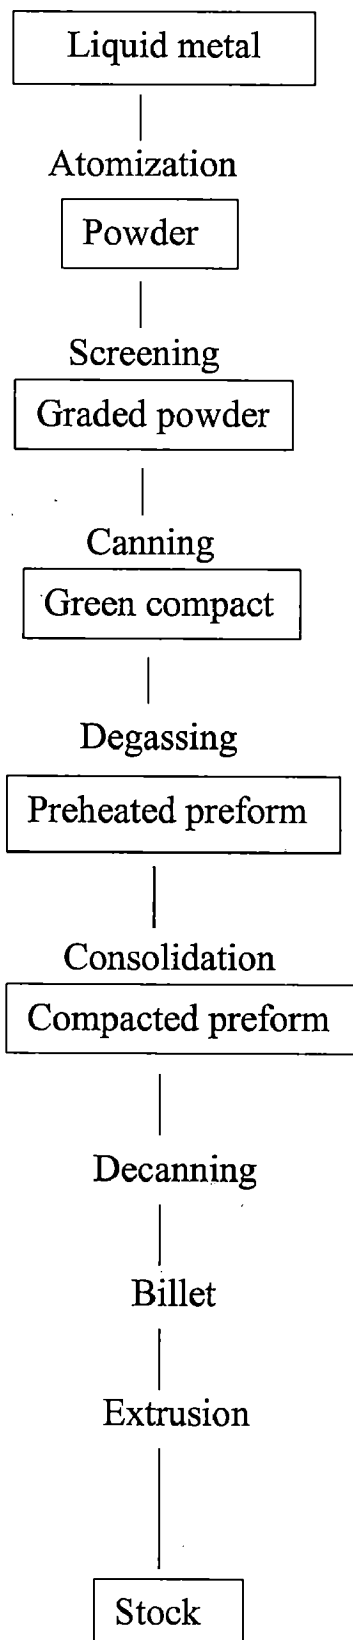 Liquid metal
Atomization
Powder
Screening
Graded powder
Canning
Green compact
Degassing
Preheated preform
Consolidation
Compacted preform
Decanning
Billet
Extrusion
Stock